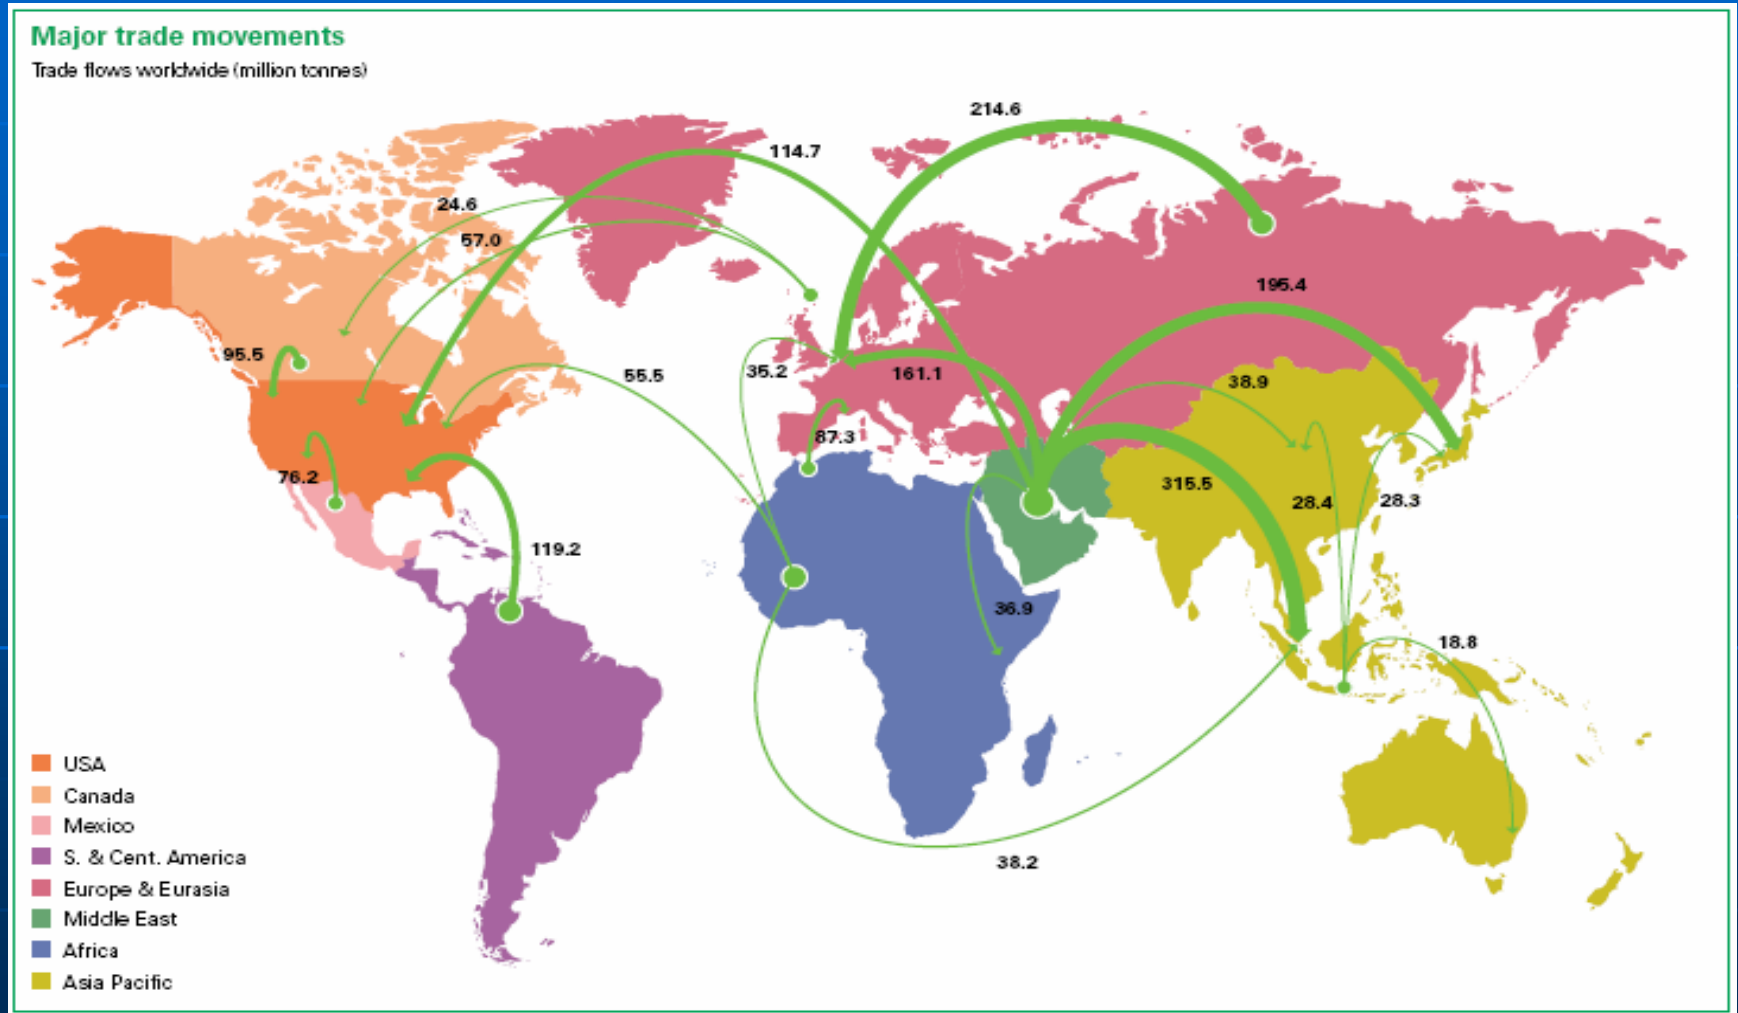 Major trade movements
Trade flows worldwide (million tonnes)
214.6
114.7
24.6
57.0
195.4
95.5
55.5
35.2
161.1
38.9
87.3
76.2
315.5
28.4
28.3
119.2
36.9
18.8
38.2
USA
Canada
Mexico
S. & Cent. America
Europe & Eurasia
Middle East
Africa
Asia Pacific